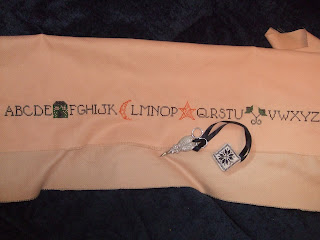 ABCDE FGHIJK LMNOP QRSTU VWXYZ